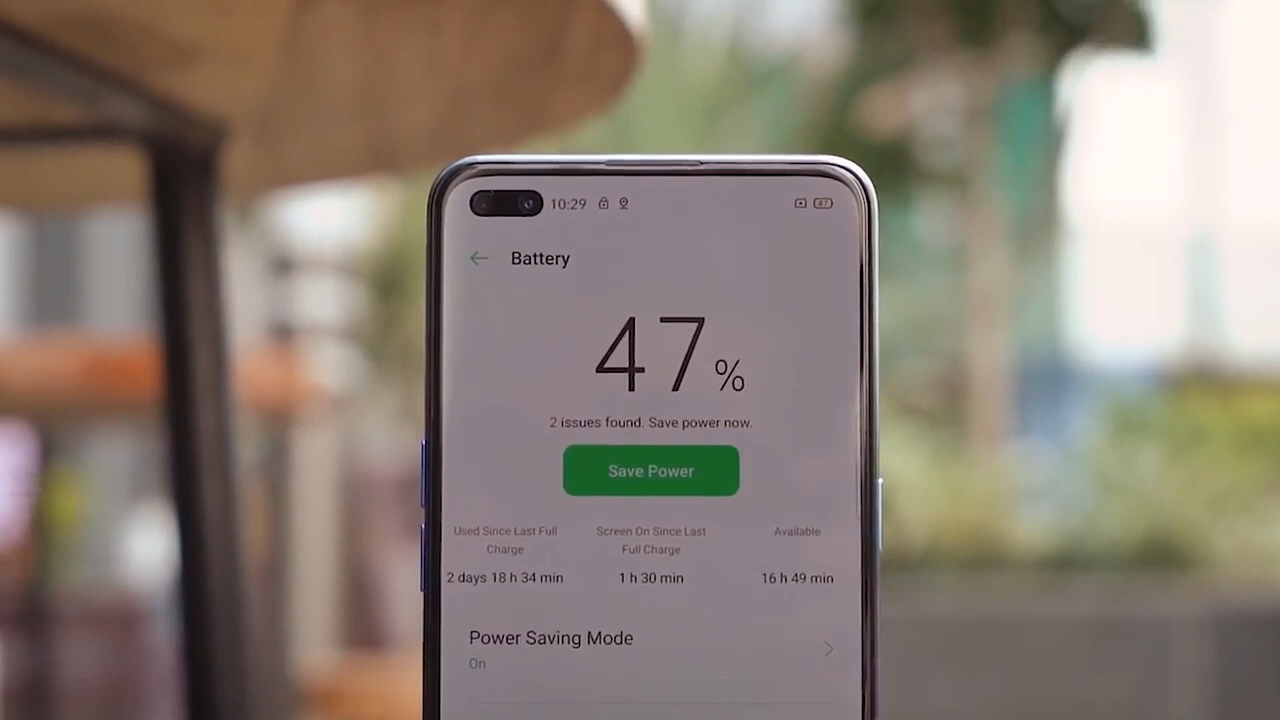 10:29
47
Battery
47%
2 issues found. Save power now.
Save Power
Used Since Last Full Charge
2 days 18 h 34 min
Screen On Since Last Full Charge
1 h 30 min
Available
16 h 49 min
Power Saving Mode
On